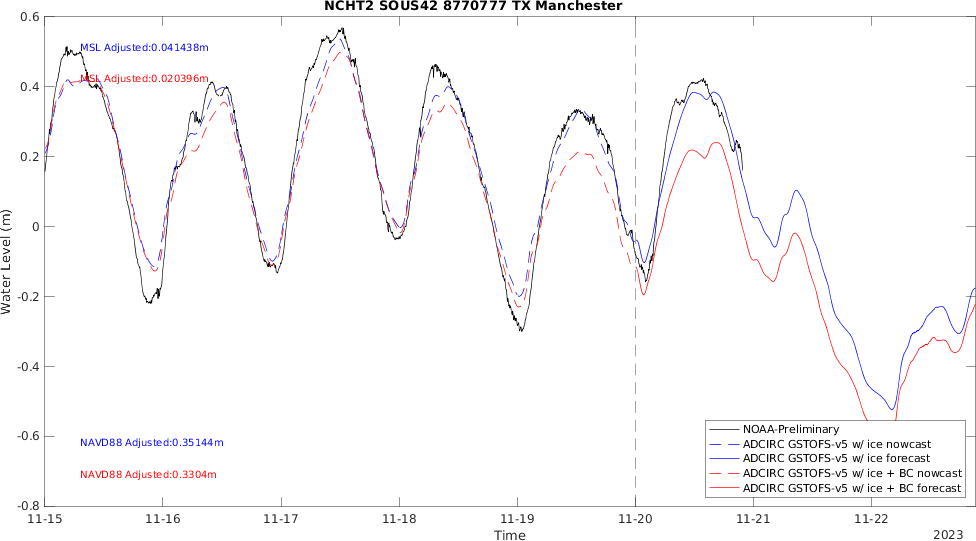 NCHT2 SOUS42 8770777 TX Manchester
0.6
0.4
0.2
0
-0.2
-0.4
-0.6
-0.8
Water Level (m)
MSL Adjusted:0.041438m
MSL Adjusted:0.020396m
NAVD88 Adjusted:0.35144m
NAVD88 Adjusted:0.3304m
NOAA-Preliminary
ADCIRC GSTOFS-v5 w/ ice nowcast
ADCIRC GSTOFS-v5 w/ ice forecast
ADCIRC GSTOFS-v5 w/ ice + BC nowcast
ADCIRC GSTOFS-v5 w/ ice + BC forecast
11-15
11-16
11-17
11-18
11-19
11-20
11-21
11-22
Time
2023